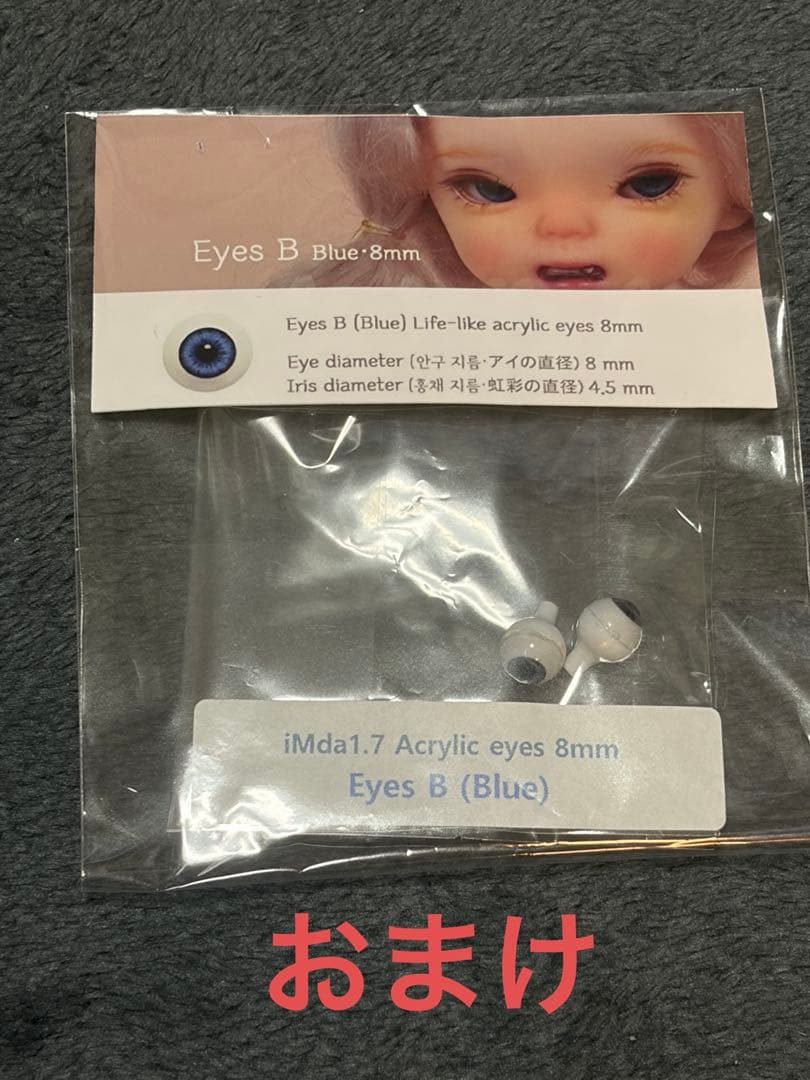 Eyes B Blue·8mm
Eyes B (Blue) Life-like acrylic eyes 8mm
Eye diameter (안구 지름·アイの直径) 8 mm
Iris diameter (홍채 지름·虹彩の直径) 4.5 mm
iMda1.7 Acrylic eyes 8mm
Eyes B (Blue)
おまけ